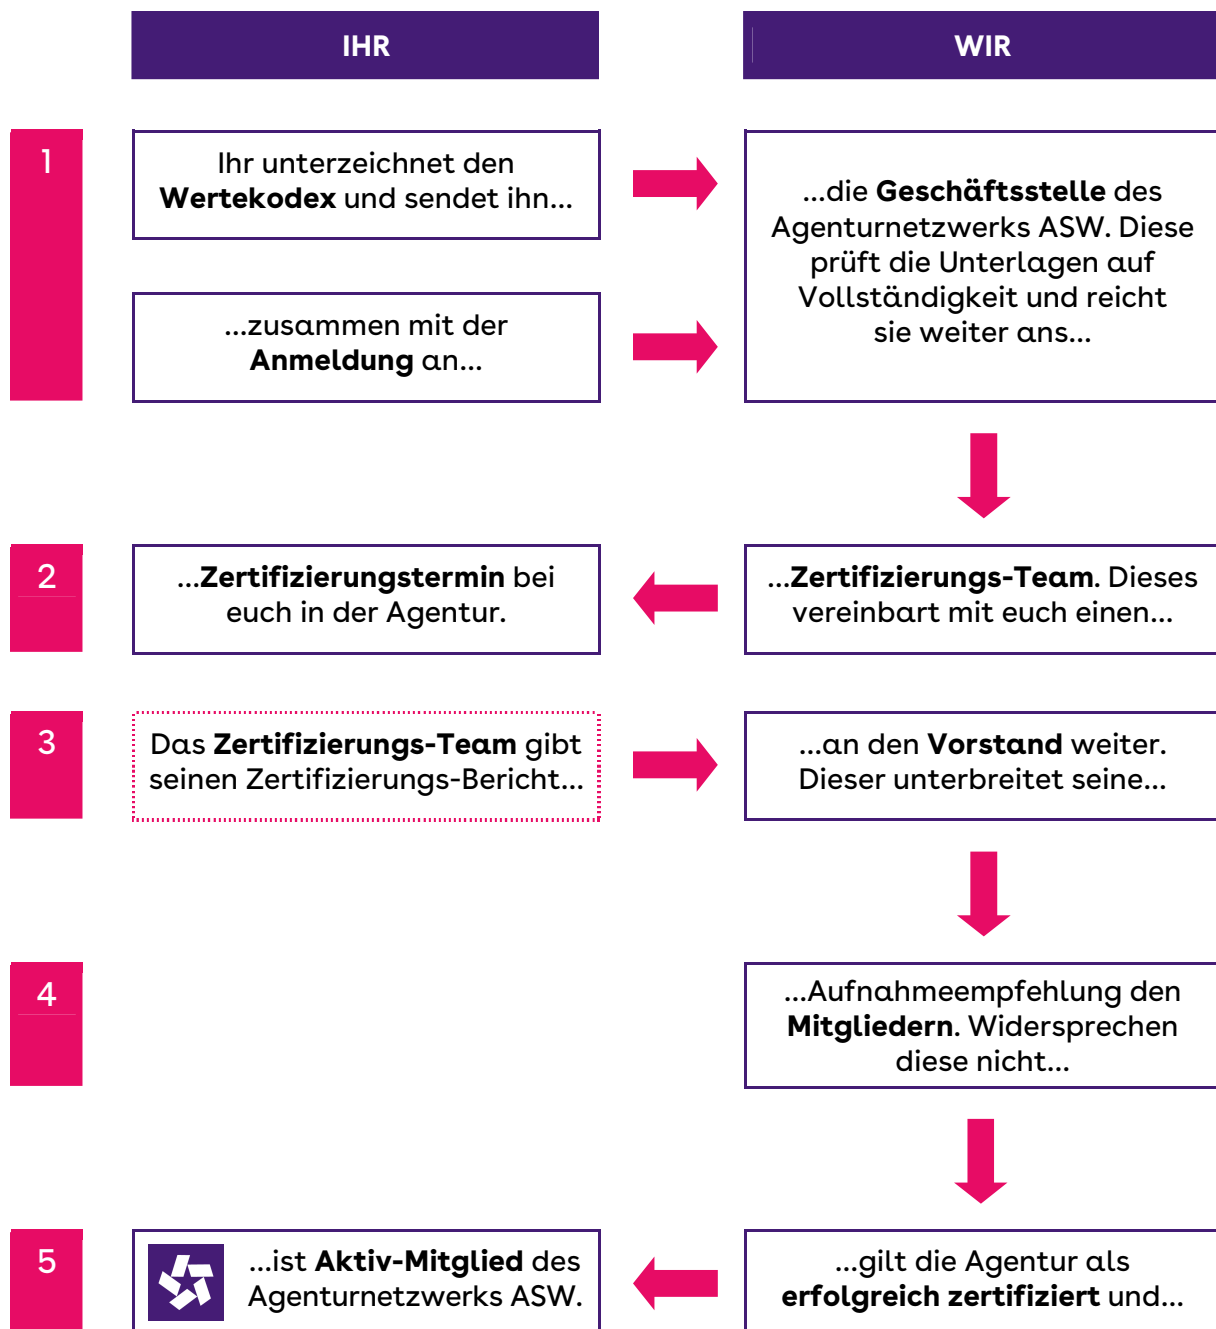 IHR
WIR
1
Ihr unterzeichnet den
Wertekodex und sendet ihn...
...zusammen mit der
Anmeldung an...
...die Geschäftsstelle des
Agenturnetzwerks ASW. Diese
prüft die Unterlagen auf
Vollständigkeit und reicht
sie weiter ans...
2
...Zertifizierungs-Team. Dieses
vereinbart mit euch einen...
...Zertifizierungstermin bei
euch in der Agentur.
3
Das Zertifizierungs-Team gibt
seinen Zertifizierungs-Bericht...
...an den Vorstand weiter.
Dieser unterbreitet seine...
4
...Aufnahmeempfehlung den
Mitgliedern. Widersprechen
diese nicht...
5
...gilt die Agentur als
erfolgreich zertifiziert und...
...ist Aktiv-Mitglied des
Agenturnetzwerks ASW.